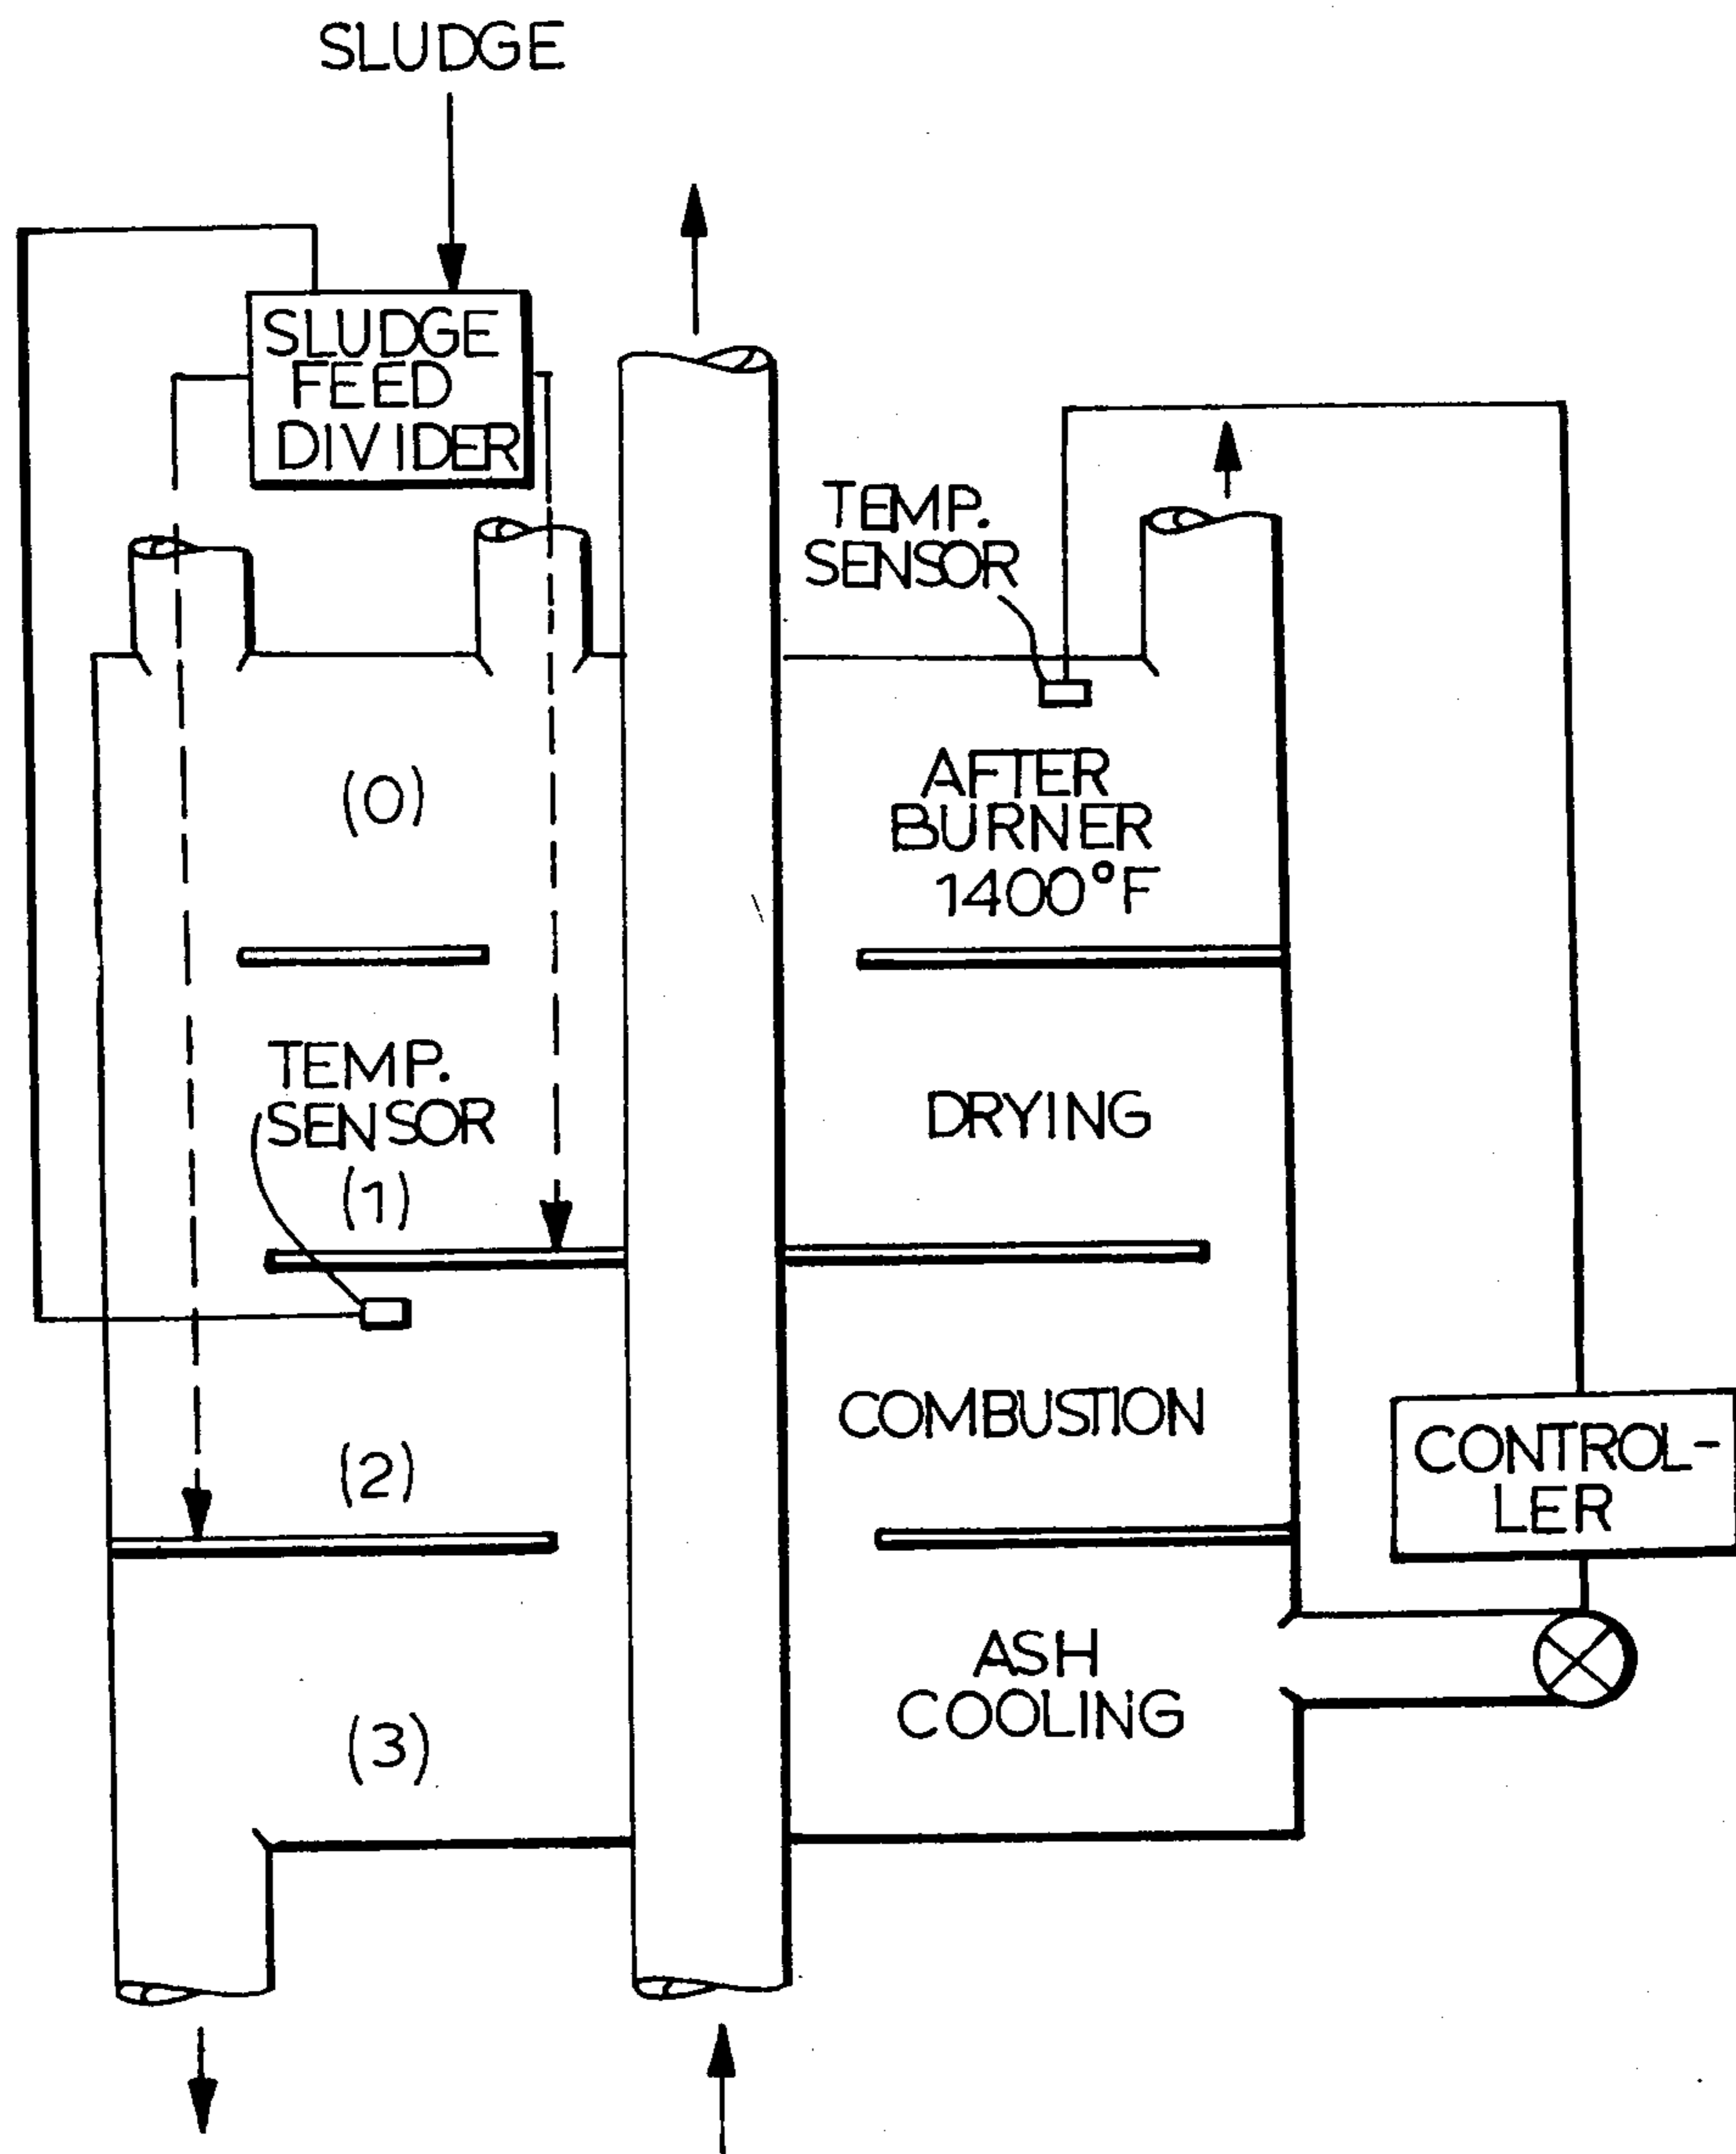 SLUDGE
SLUDGE
FEED
DIVIDER
TEMP.
SENSOR
(0)
AFTER
BURNER
1400°F
TEMP.
SENSOR
(1)
DRYING
COMBUSTION
(2)
CONTROL-
LER
ASH
COOLING
(3)